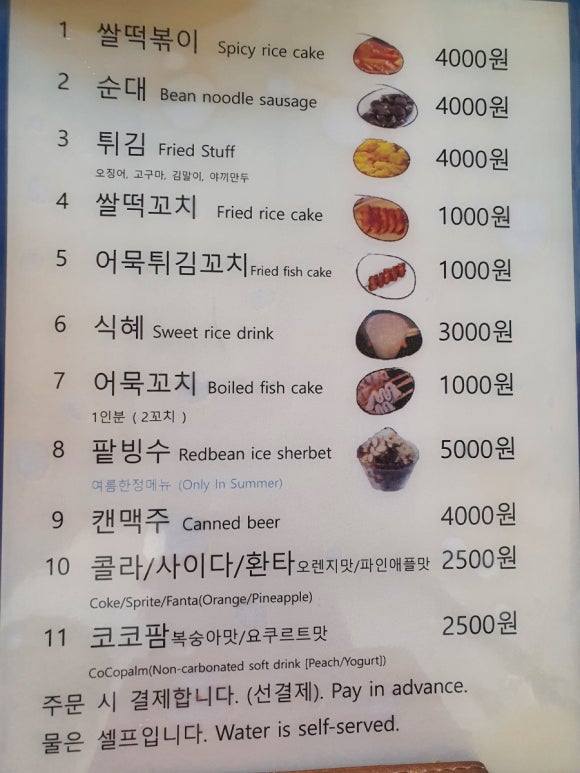 1 쌀떡볶이 Spicy rice cake 4000원
2 순대 Bean noodle sausage 4000원
3 튀김 Fried Stuff 4000원
오징어, 고구마, 김말이, 야끼만두
4 쌀떡꼬치 Fried rice cake 1000원
5 어묵튀김꼬치 Fried fish cake 1000원
6 식혜 Sweet rice drink 3000원
7 어묵꼬치 Boiled fish cake 1000원
1인분 ( 2꼬치 )
8 팥빙수 Redbean ice sherbet 5000원
여름한정메뉴 (Only In Summer)
9 캔맥주 Canned beer 4000원
10 콜라/사이다/환타오렌지맛/파인애플맛 2500원
Coke/Sprite/Fanta(Orange/Pineapple)
11 코코팜복숭아맛/요쿠르트맛 2500원
CoCopalm(Non-carbonated soft drink [Peach/Yogurt])
주문 시 결제합니다. (선결제). Pay in advance.
물은 셀프입니다. Water is self-served.